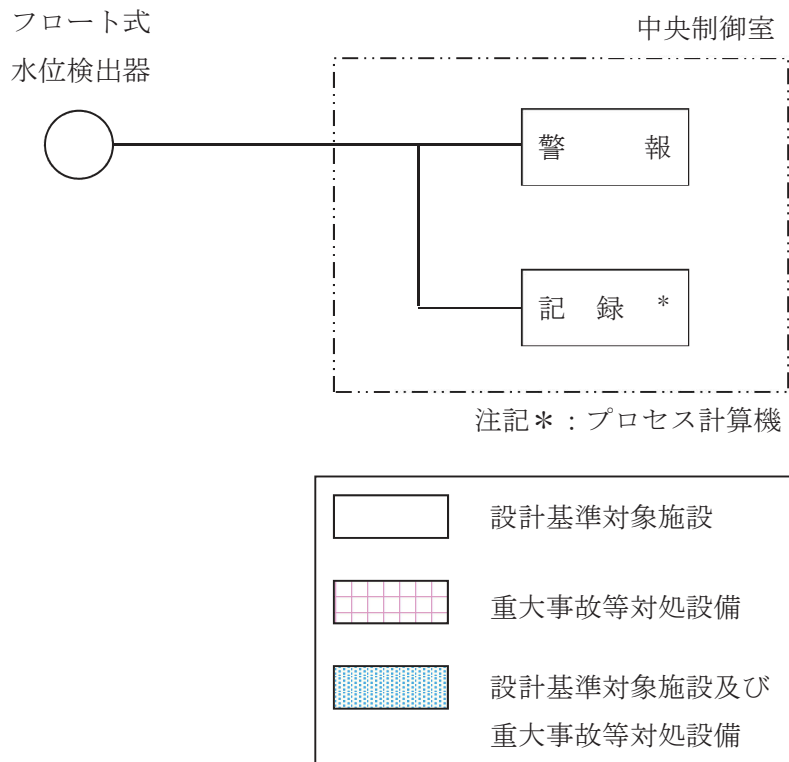 フロート式
水位検出器
中央制御室
警 報
記 録 *
注記*:プロセス計算機
設計基準対象施設
重大事故等対処設備
設計基準対象施設及び
重大事故等対処設備